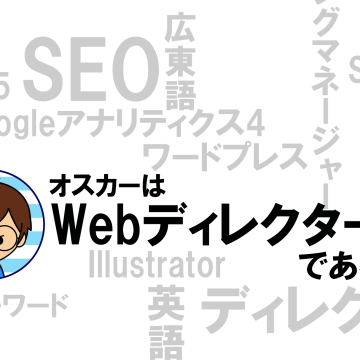 グマネージャー
広東語
SEO
S
5
ogleアナリティクス4
ワードプレス
オスカーは
Webディレクター
であ
Illustrator
ワード
英語
ディレク